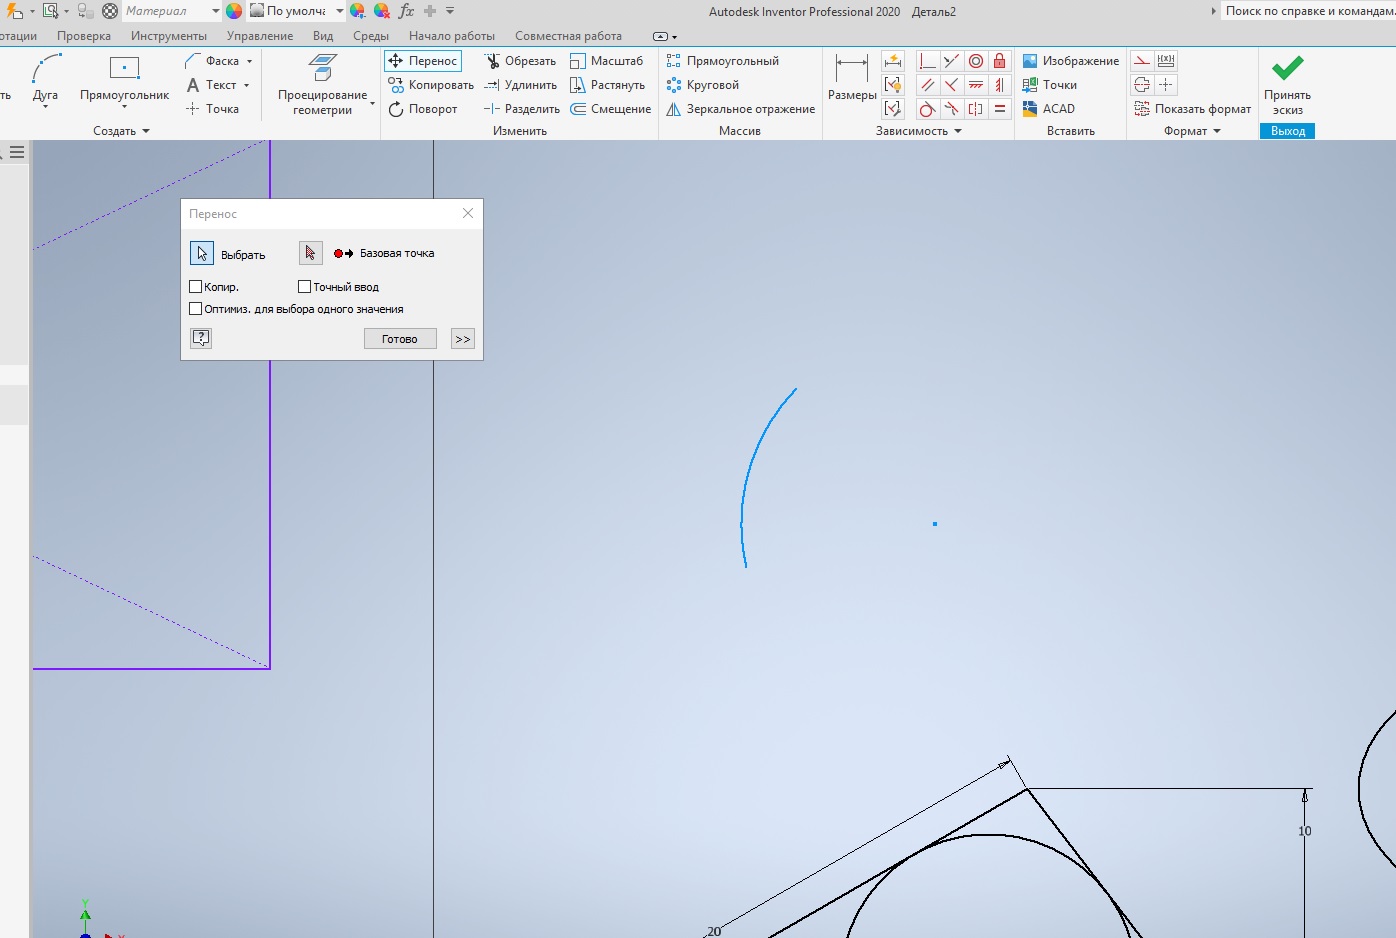 Материал
По умолча
fx
Autodesk Inventor Professional 2020 Деталь2
Поиск по справке и командам.
отации Проверка Инструменты Управление Вид Среды Начало работы Совместная работа
Фаска
Перенос
Обрезать
Масштаб
Прямоугольный
Изображение
ть
Дуга
Прямоугольник
A Текст
Проецирование
геометрии
Копировать
Удлинить
Растянуть
Круговой
Размеры
Точки
Принять
эскиз
Точка
Поворот
Разделить
Смещение
Зеркальное отражение
ACAD
Показать формат
Создать
Изменить
Массив
Зависимость
Вставить
Формат
Выход
Перенос
Выбрать
Базовая точка
Копир.
Точный ввод
Оптимиз. для выбора одного значения
?
Готово
>>
10
20
Y
X